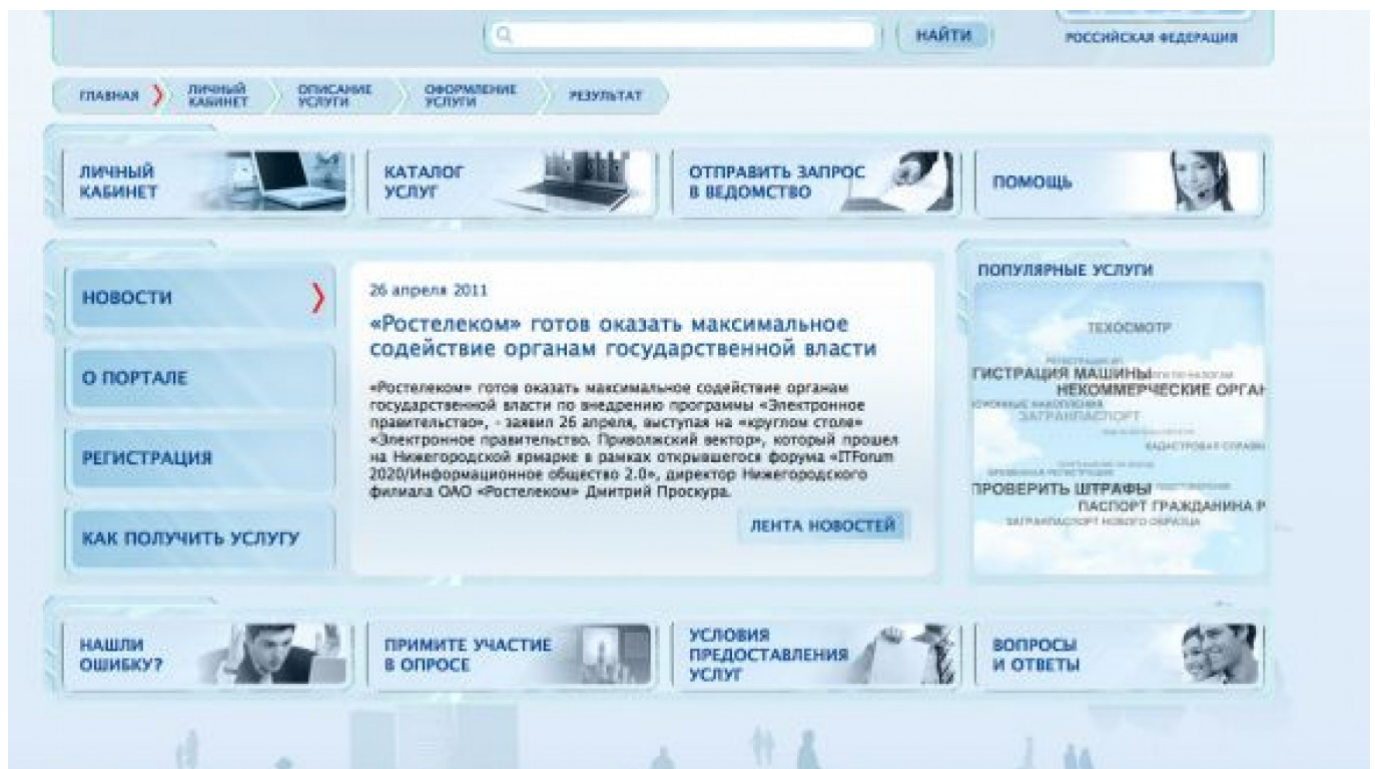 НАЙТИ
РОССИЙСКАЯ ФЕДЕРАЦИЯ
ГЛАВНАЯ
ЛИЧНЫЙ
КАБИНЕТ
ОПИСАНИЕ
УСЛУГИ
ОФОРМЛЕНИЕ
УСЛУГИ
РЕЗУЛЬТАТ
ЛИЧНЫЙ
КАБИНЕТ
КАТАЛОГ
УСЛУГ
ОТПРАВИТЬ ЗАПРОС
В ВЕДОМСТВО
ПОМОЩЬ
НОВОСТИ
О ПОРТАЛЕ
РЕГИСТРАЦИЯ
КАК ПОЛУЧИТЬ УСЛУГУ
26 апреля 2011
«Ростелеком» готов оказать максимальное
содействие органам государственной власти
«Ростелеком» готов оказать максимальное содействие органам
государственной власти по внедрению программы «Электронное
правительство», - заявил 26 апреля, выступая на «круглом столе»
«Электронное правительство. Приволжский вектор», который прошел
на Нижегородской ярмарке в рамках открывшегося форума «ITForum
2020/Информационное общество 2.0», директор Нижегородского
филиала ОАО «Ростелеком» Дмитрий Проскура.
ЛЕНТА НОВОСТЕЙ
ПОПУЛЯРНЫЕ УСЛУГИ
ТЕХОСМОТР
ГИСТРАЦИЯ МАШИНЫ
НЕКОММЕРЧЕСКИЕ ОРГАН
ЗАГРАНПАСПОРТ
КАДАСТРОВАЯ СПРАВК
ПРОВЕРИТЬ ШТРАФЫ
ПАСПОРТ ГРАЖДАНИНА Р
ЗАГРАНПАСПОРТ НОВОГО ОБРАЗЦА
НАШЛИ
ОШИБКУ?
ПРИМИТЕ УЧАСТИЕ
В ОПРОСЕ
УСЛОВИЯ
ПРЕДОСТАВЛЕНИЯ
УСЛУГ
ВОПРОСЫ
И ОТВЕТЫ